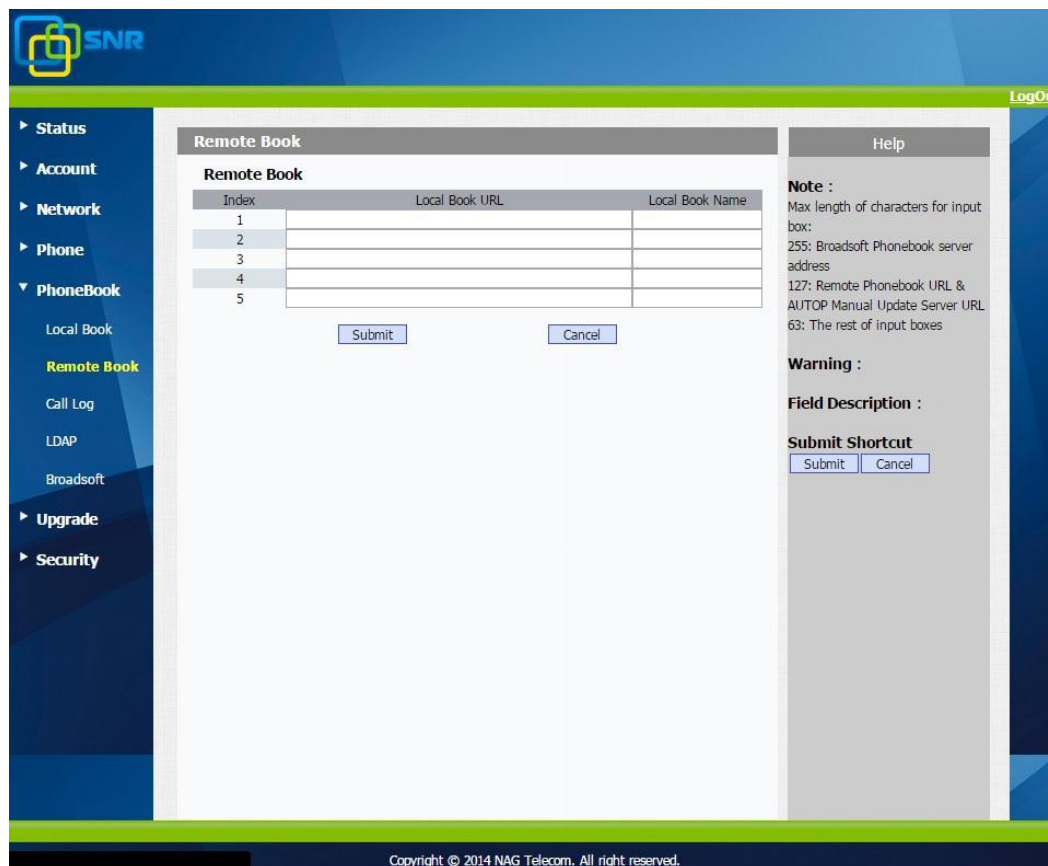 SNR
LogOu
Status
Account
Network
Phone
PhoneBook
Local Book
Remote Book
Call Log
LDAP
Broadsoft
Upgrade
Security
Remote Book
Remote Book
Index Local Book URL Local Book Name
1
2
3
4
5
Submit Cancel
Help
Note :
Max length of characters for input
box:
255: Broadsoft Phonebook server
address
127: Remote Phonebook URL &
AUTOP Manual Update Server URL
63: The rest of input boxes
Warning :
Field Description :
Submit Shortcut
Submit Cancel
Copyright © 2014 NAG Telecom. All right reserved.